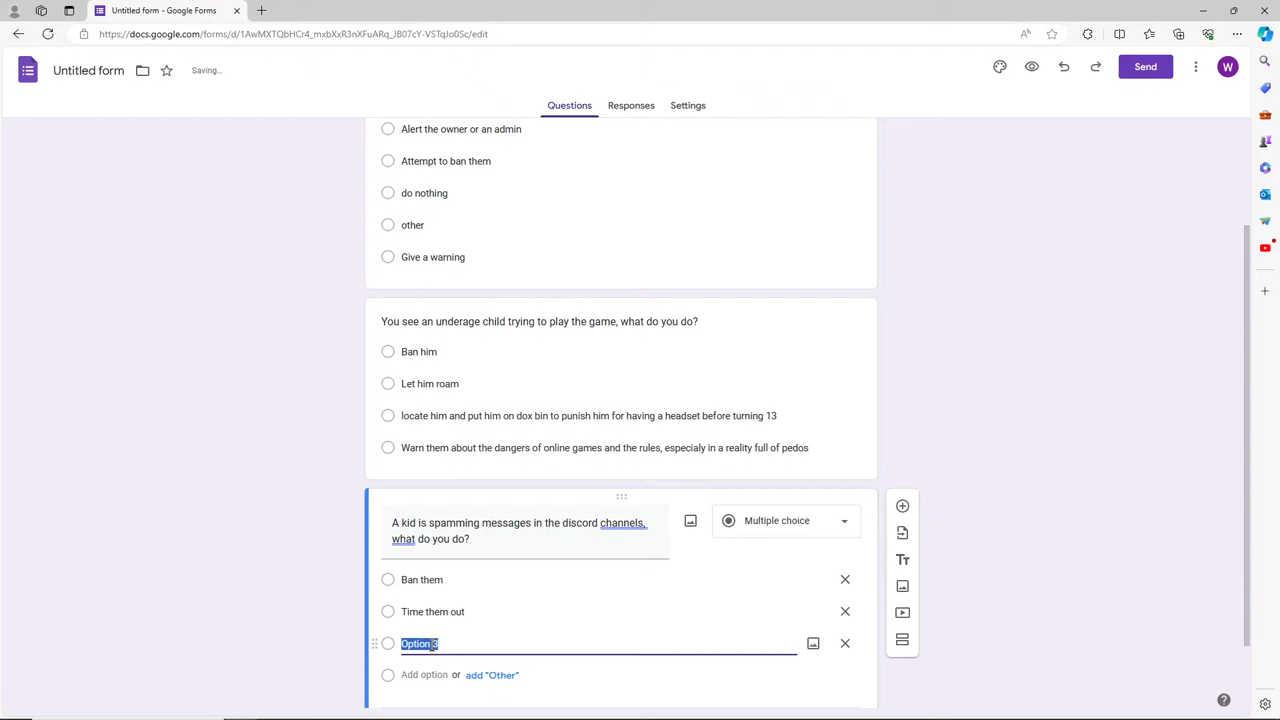 Untitled form - Google Forms
https://docs.google.com/forms/d/1AwMXTQbHCr4_mxbXxR3nXFuARq_JB07cY-VSTqJo0Sc/edit
Untitled form
Saving...
Send
W
Questions
Responses
Settings
Alert the owner or an admin
Attempt to ban them
do nothing
other
Give a warning
You see an underage child trying to play the game, what do you do?
Ban him
Let him roam
locate him and put him on dox bin to punish him for having a headset before turning 13
Warn them about the dangers of online games and the rules, especialy in a reality full of pedos
A kid is spamming messages in the discord channels,
what do you do?
Multiple choice
Ban them
Time them out
Option 3
Add option or add "Other"